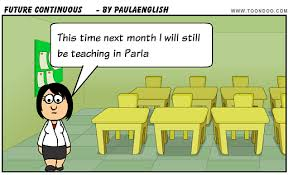 FUTURE CONTINUOUS - BY PAULAENGLISH
WWW.TOONDOO.COM
This time next month I will still
be teaching in Parla